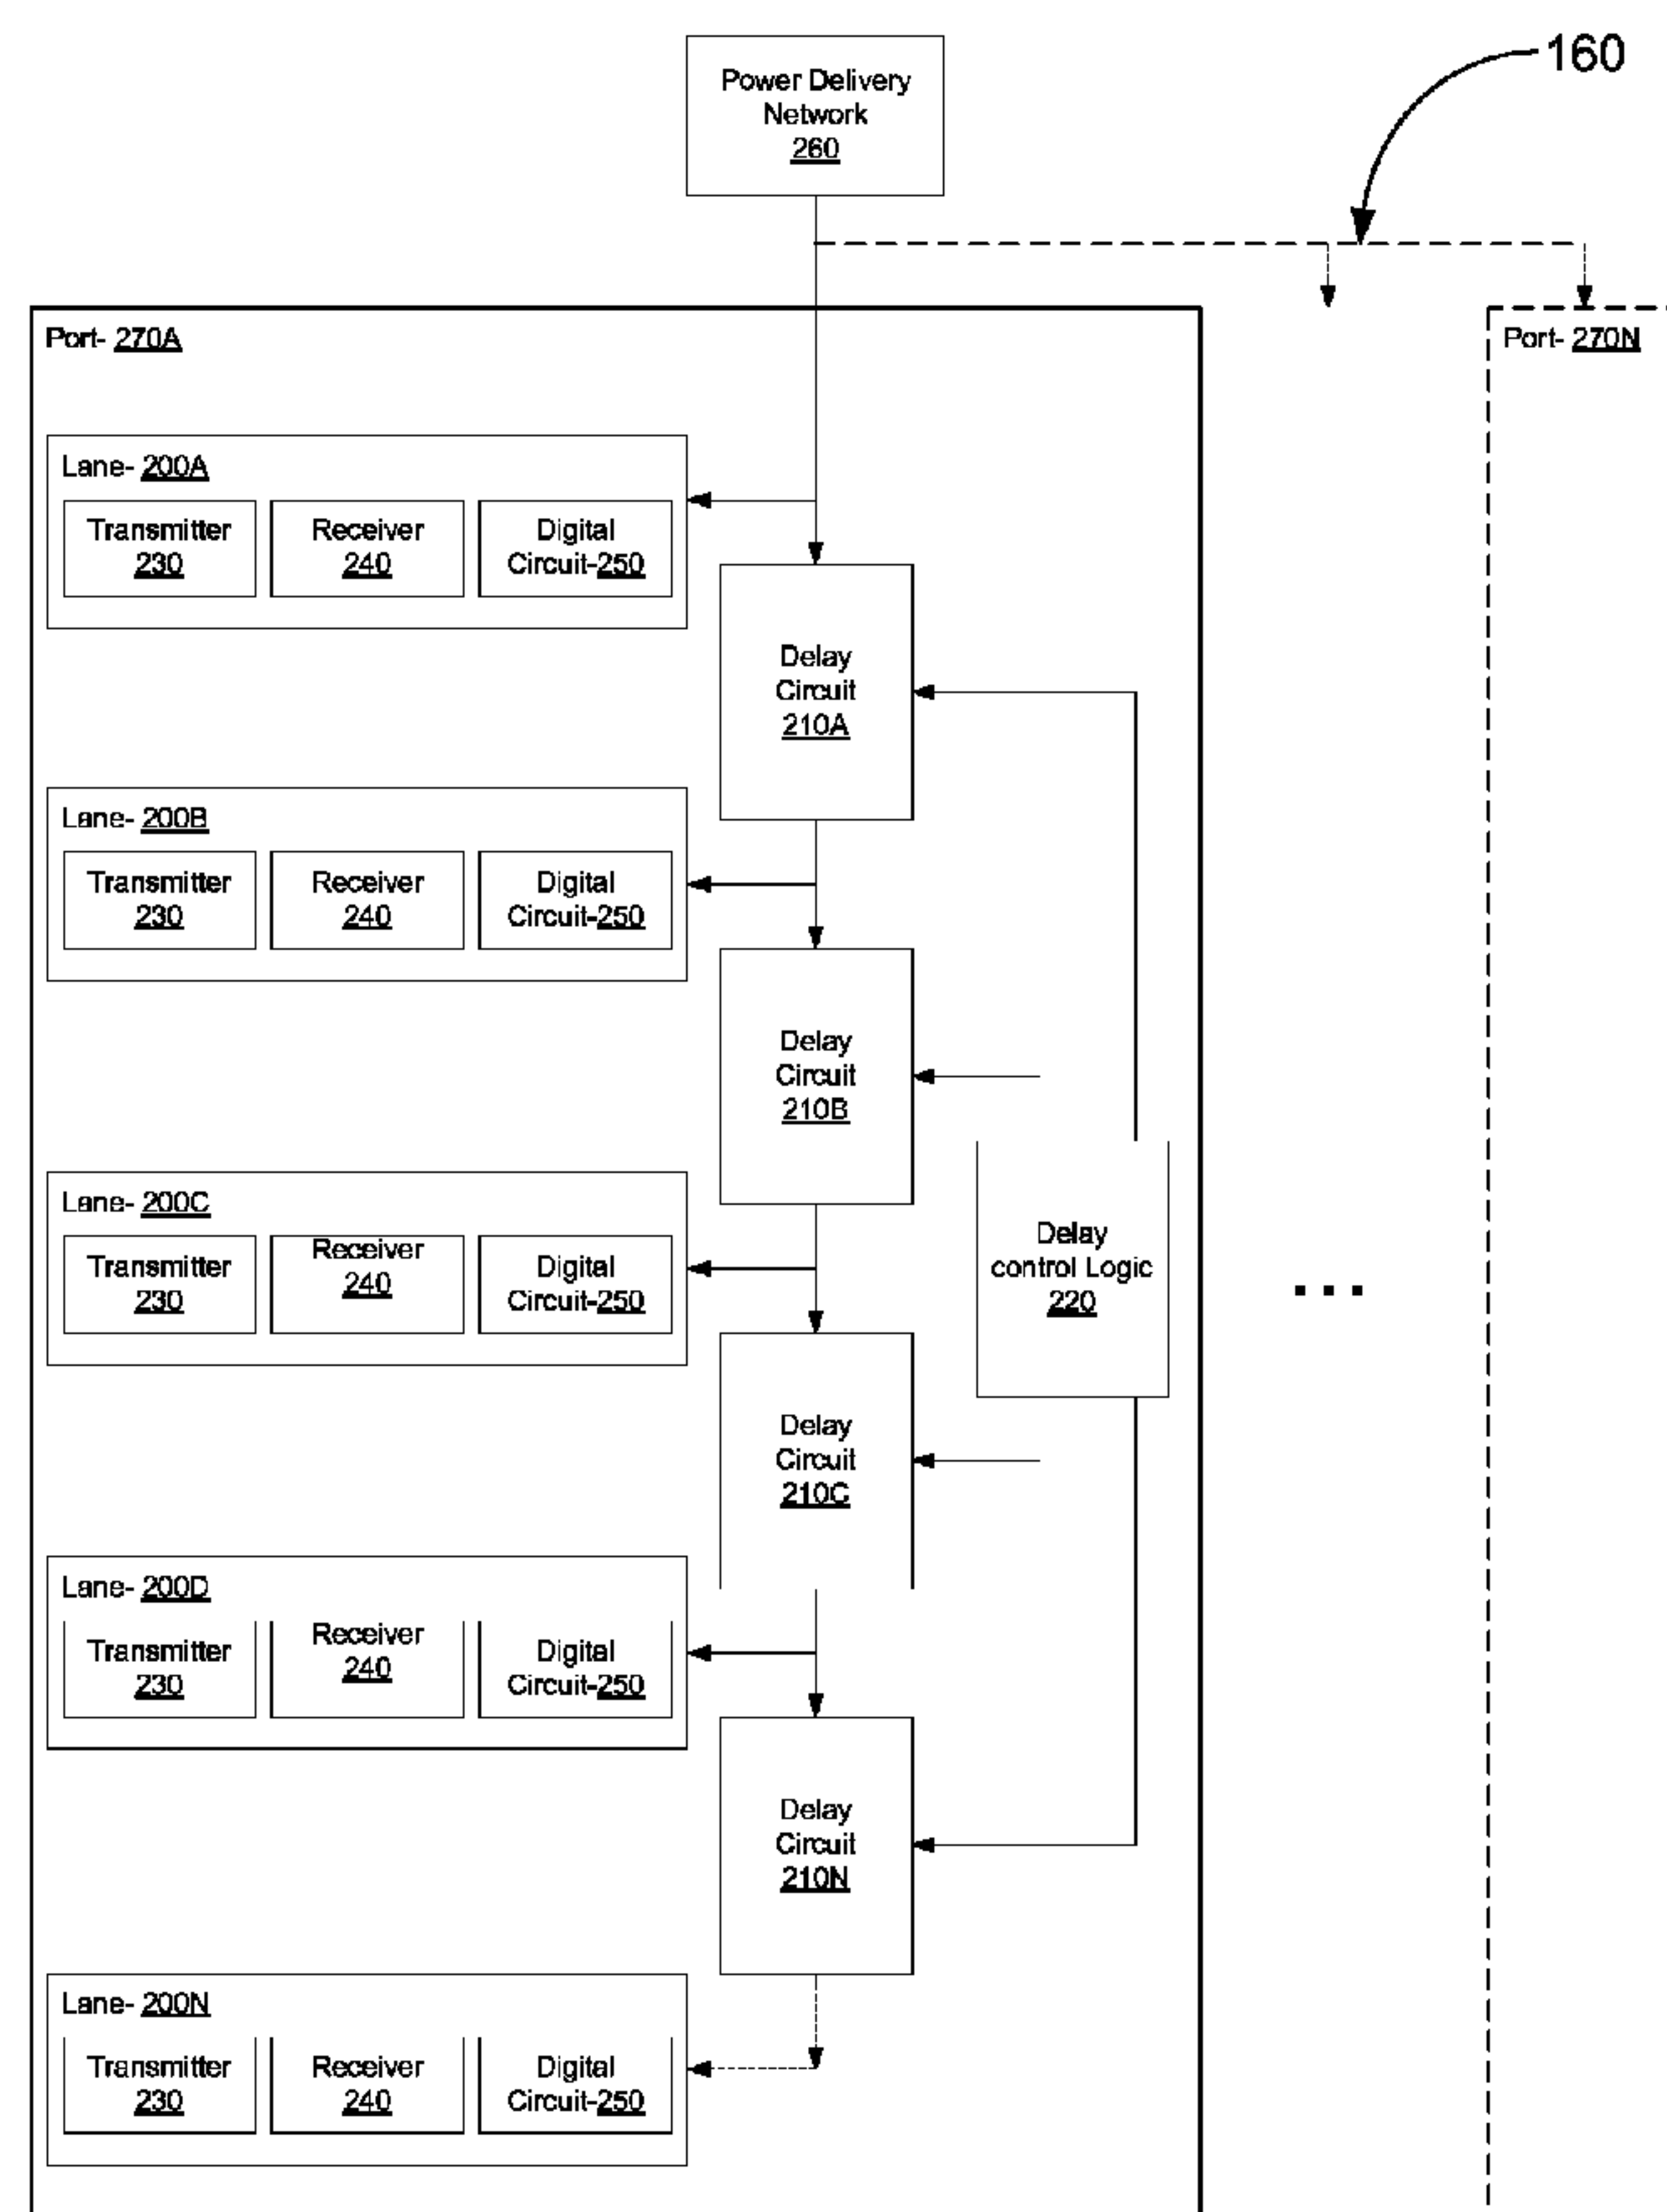 Power Delivery
Network
260
160
Port- 270A
Port- 270N
Lane- 200A
Transmitter
230
Receiver
240
Digital
Circuit-250
Delay
Circuit
210A
Lane- 200B
Transmitter
230
Receiver
240
Digital
Circuit-250
Delay
Circuit
210B
Lane- 200C
Transmitter
230
Receiver
240
Digital
Circuit-250
Delay
control Logic
220
...
Delay
Circuit
210C
Lane- 200D
Transmitter
230
Receiver
240
Digital
Circuit-250
Delay
Circuit
210N
Lane- 200N
Transmitter
230
Receiver
240
Digital
Circuit-250